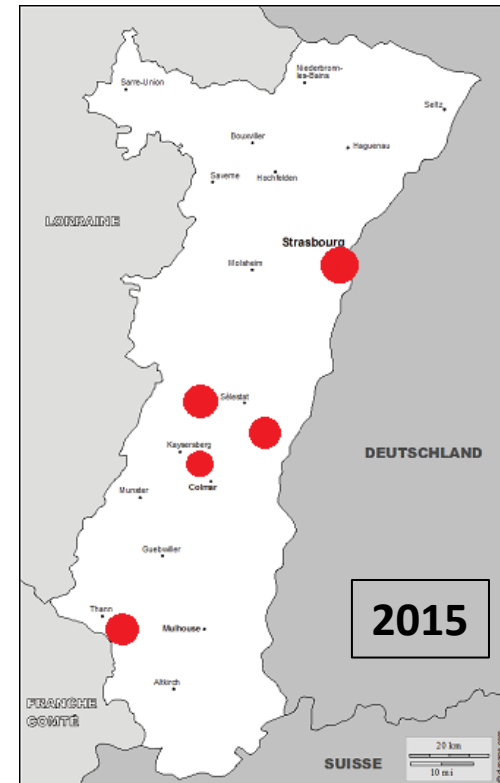 Niederbronn-
les-Bains
Sarre-Union
Seltz
Douxviller
Haguenau
Saverne
Hochfelden
LORRAINE
Strasbourg
Molsheim
Sélestat
Kaysersberg
DEUTSCHLAND
Colmar
Munster
Guebwiller
Thann
2015
Mulhouse
Altkirch
FRANCHE
COMTÉ
20 km
10 mi
SUISSE